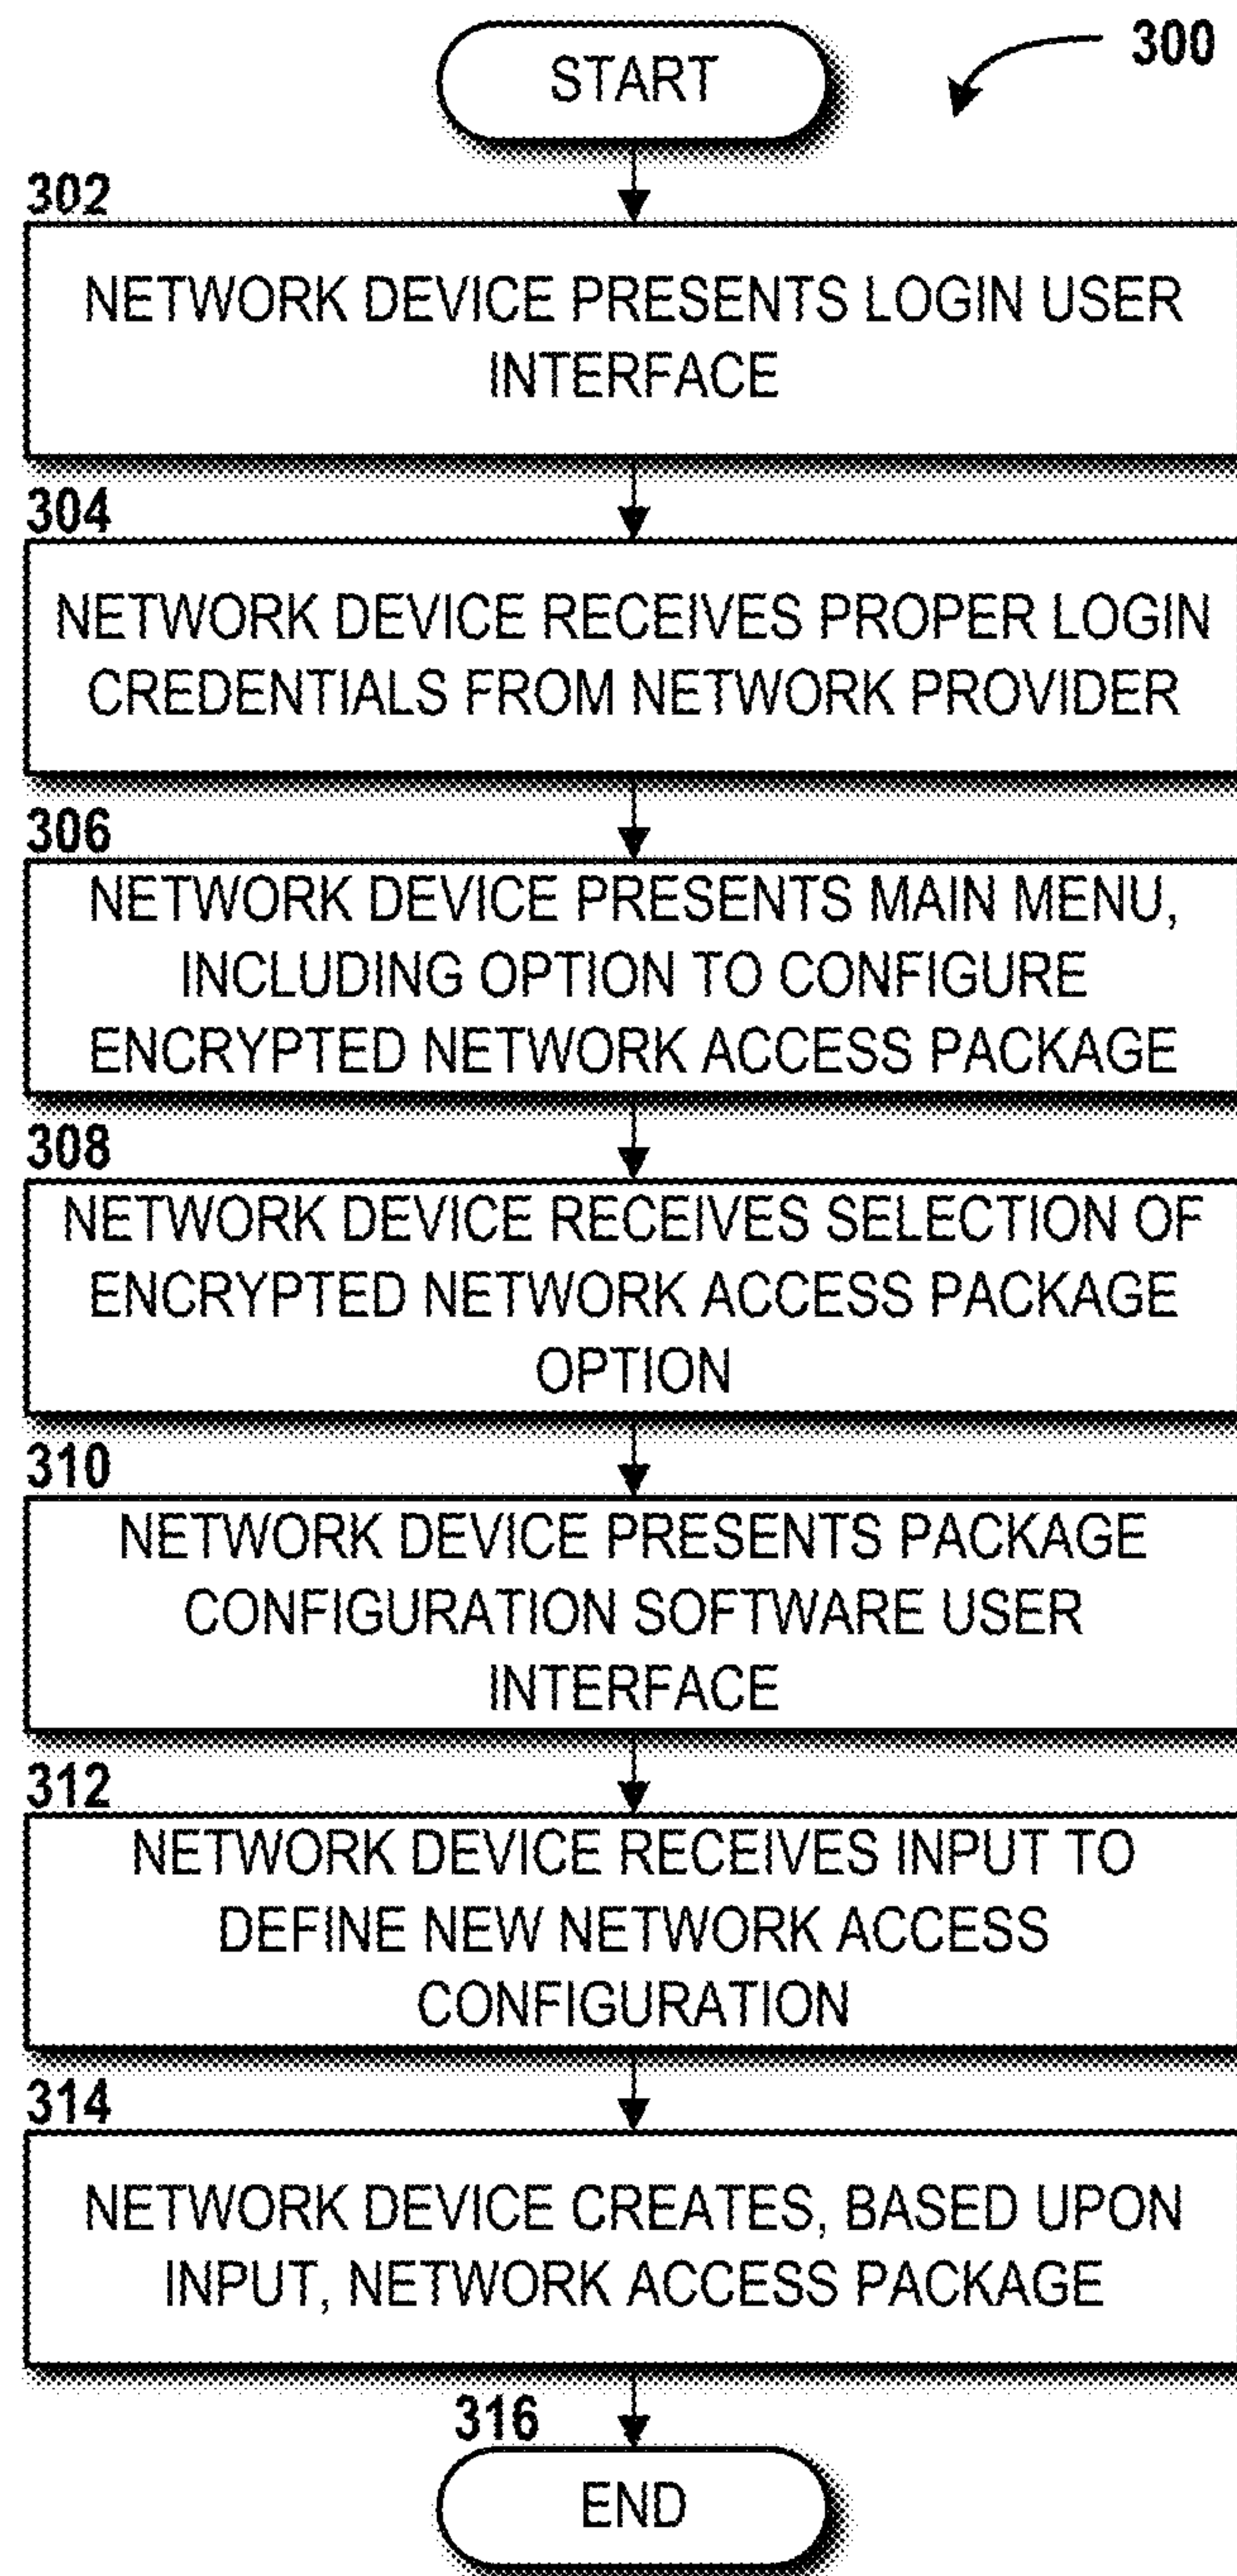 START
300
302
NETWORK DEVICE PRESENTS LOGIN USER
INTERFACE
304
NETWORK DEVICE RECEIVES PROPER LOGIN
CREDENTIALS FROM NETWORK PROVIDER
306
NETWORK DEVICE PRESENTS MAIN MENU,
INCLUDING OPTION TO CONFIGURE
ENCRYPTED NETWORK ACCESS PACKAGE
308
NETWORK DEVICE RECEIVES SELECTION OF
ENCRYPTED NETWORK ACCESS PACKAGE
OPTION
310
NETWORK DEVICE PRESENTS PACKAGE
CONFIGURATION SOFTWARE USER
INTERFACE
312
NETWORK DEVICE RECEIVES INPUT TO
DEFINE NEW NETWORK ACCESS
CONFIGURATION
314
NETWORK DEVICE CREATES, BASED UPON
INPUT, NETWORK ACCESS PACKAGE
316
END